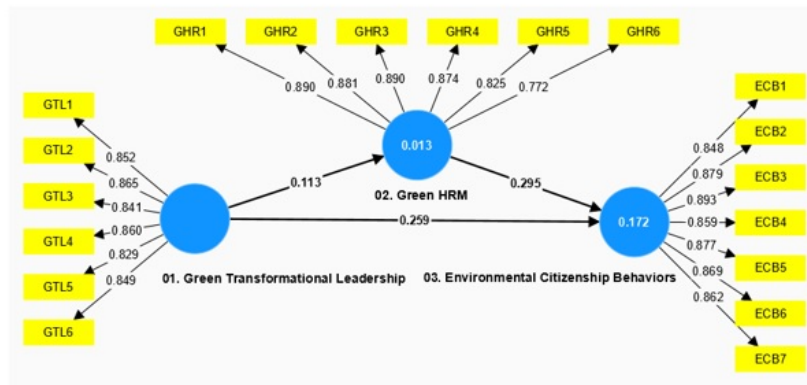 GHR1
GHR2
GHR3
GHR4
GHR5
GHR6
0.890
0.881
0.890
0.874
0.825
0.772
GTL1
GTL2
GTL3
GTL4
GTL5
GTL6
0.852
0.865
0.841
0.860
0.829
0.849
0.013
0.113
02. Green HRM
0.295
0.259
0.172
01. Green Transformational Leadership
03. Environmental Citizenship Behaviors
0.848
0.879
0.893
0.859
0.877
0.869
0.862
ECB1
ECB2
ECB3
ECB4
ECB5
ECB6
ECB7